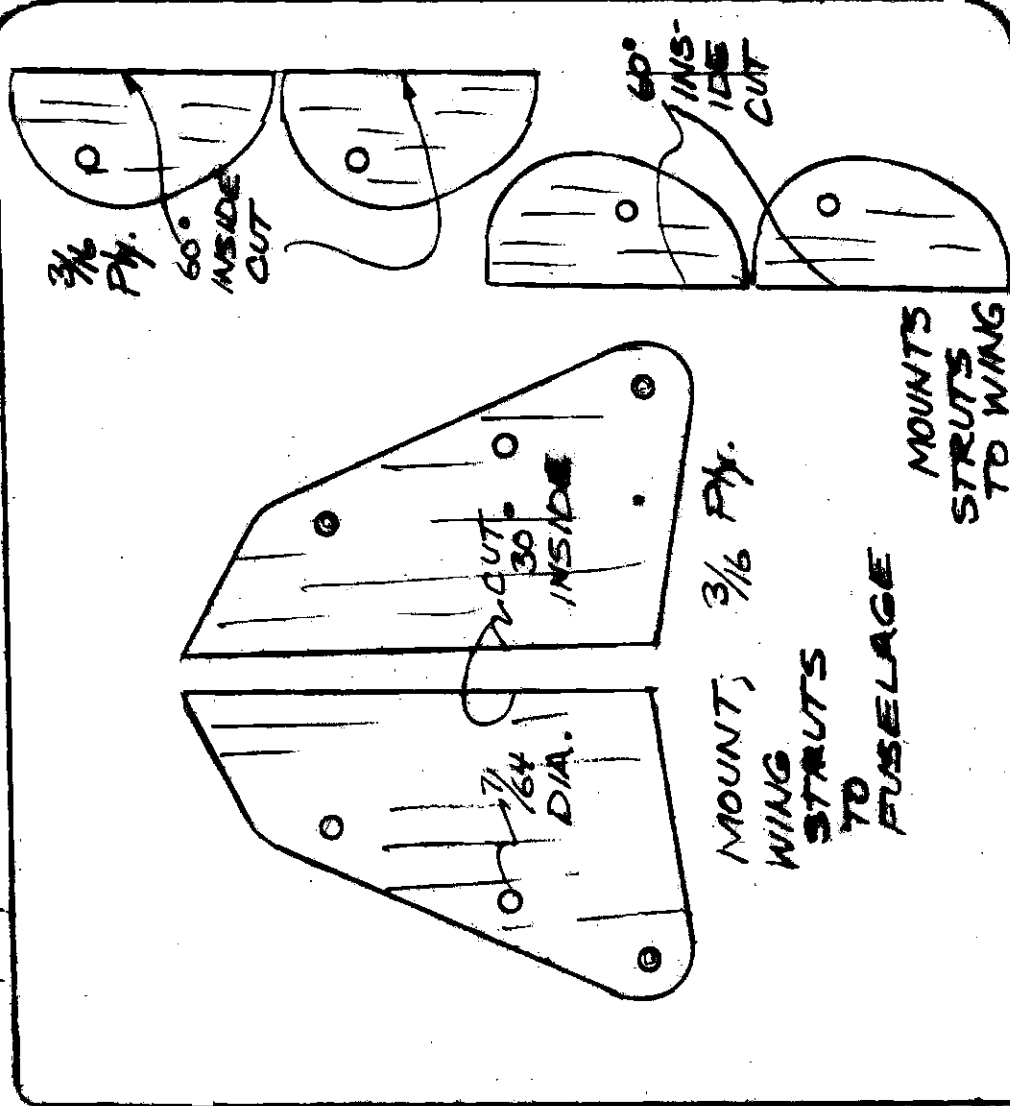 3/16
Ply.
60°
INSIDE
CUT
60°
INS-
IDE
CUT
MOUNTS
STRUTS
TO WING
CUT
30°
INSIDE
7/64
DIA.
MOUNT, 3/16 Ply.
WING
STRUTS
TO
FUSELAGE